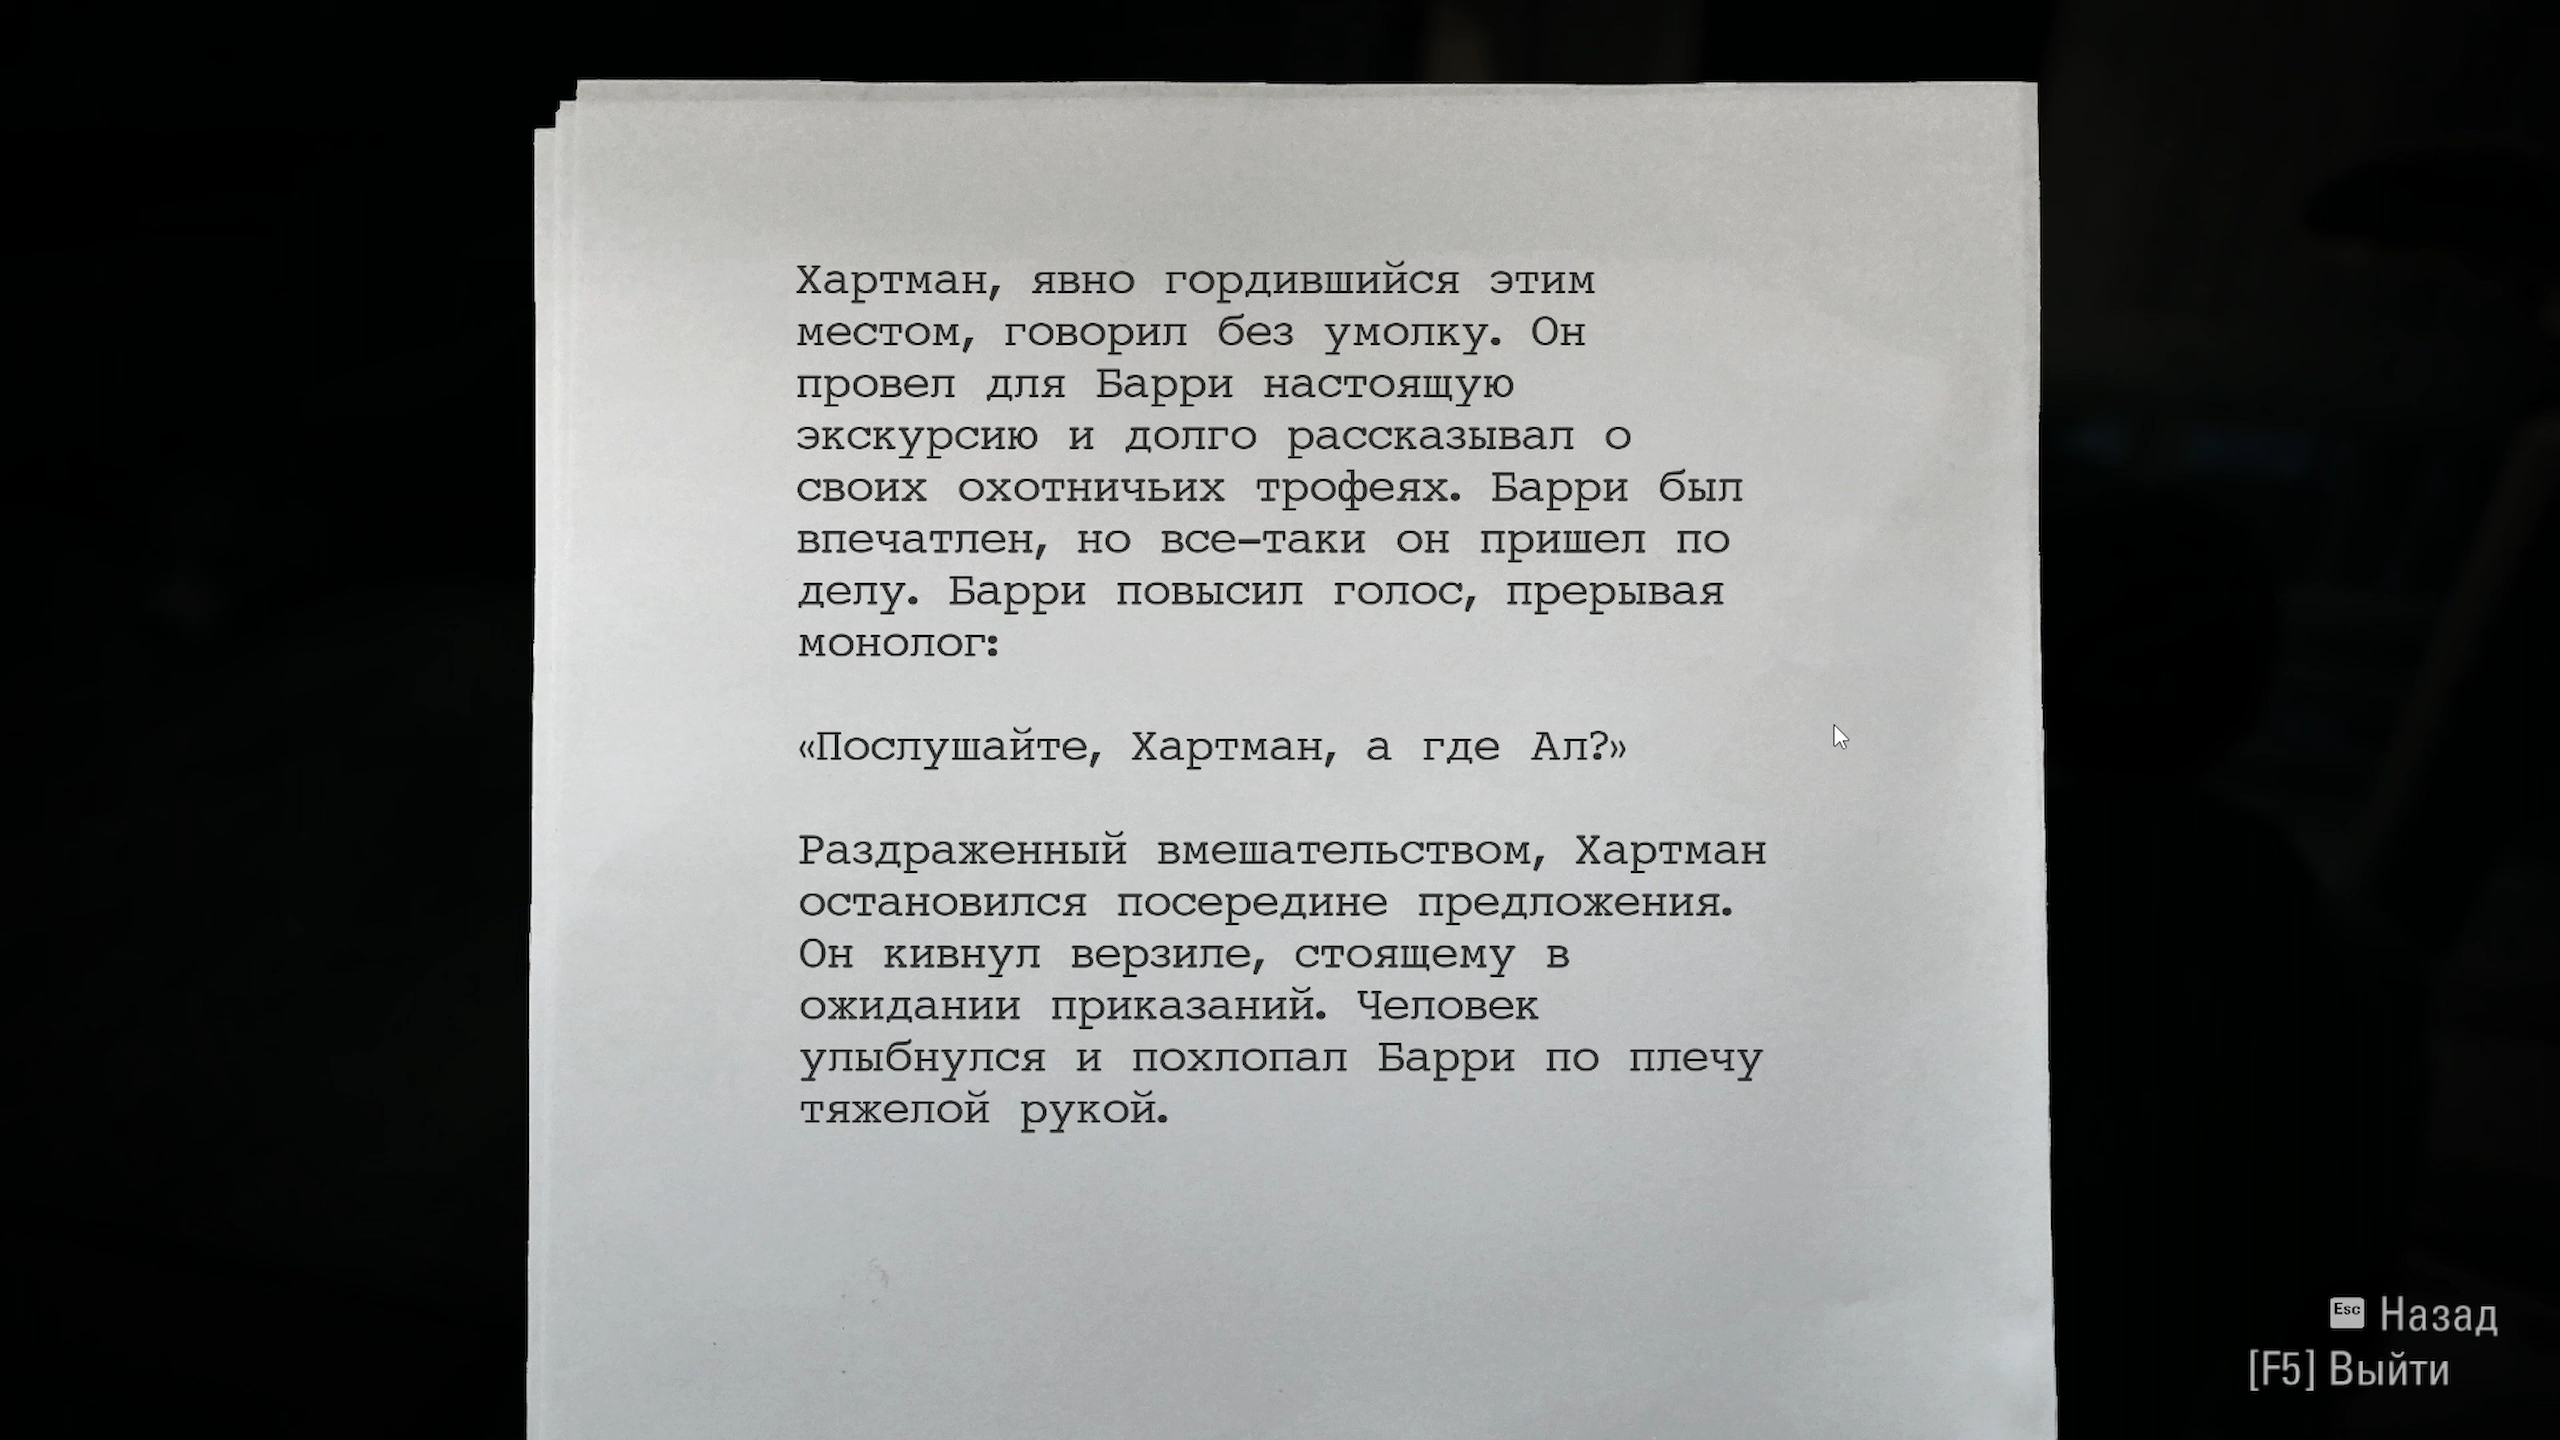 Хартман, явно гордившийся этим
местом, говорил без умолку. Он
провел для Барри настоящую
экскурсию и долго рассказывал о
своих охотничьих трофеях. Барри был
впечатлен, но все-таки он пришел по
делу. Барри повысил голос, прерывая
монолог:
«Послушайте, Хартман, а где Ал?»
Раздраженный вмешательством, Хартман
остановился посередине предложения.
Он кивнул верзиле, стоящему в
ожидании приказаний. Человек
улыбнулся и похлопал Барри по плечу
тяжелой рукой.
Esc Назад
[F5] Выйти